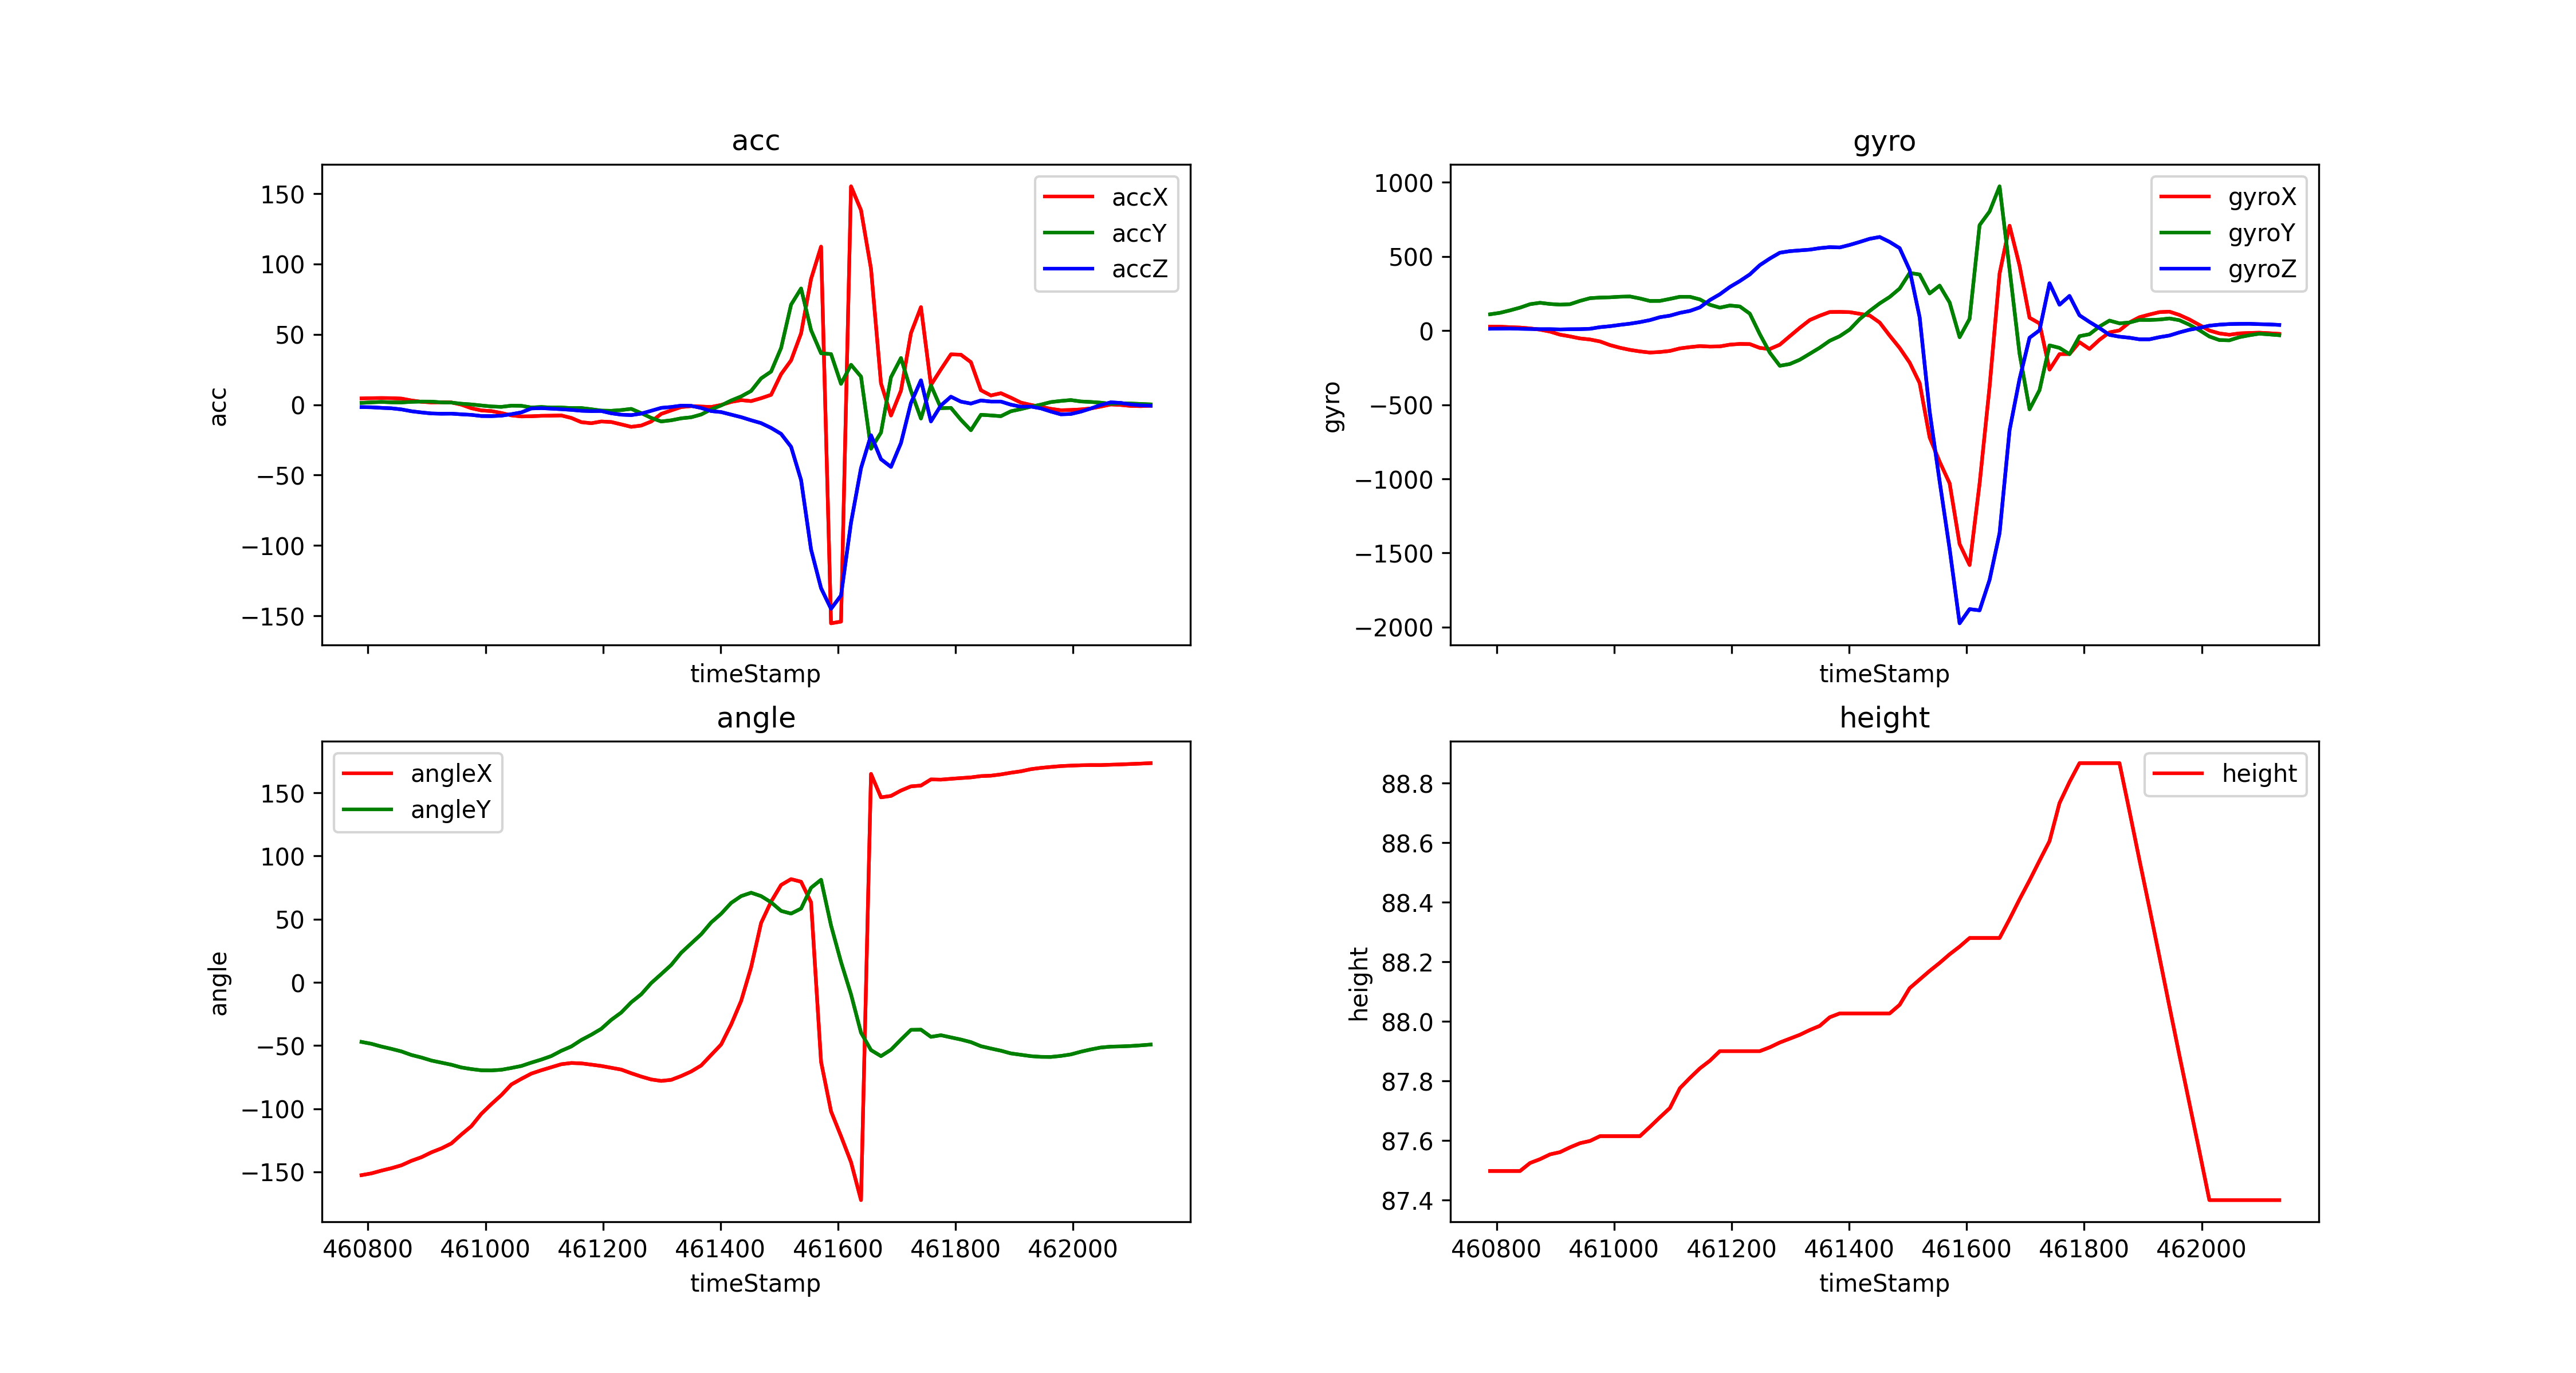 acc
150
100
50
0
−50
−100
−150
acc
timeStamp
accX
accY
accZ
gyro
1000
500
0
−500
−1000
−1500
−2000
gyro
timeStamp
gyroX
gyroY
gyroZ
angle
150
100
50
0
−50
−100
−150
angle
460800 461000 461200 461400 461600 461800 462000
timeStamp
angleX
angleY
height
88.8
88.6
88.4
88.2
88.0
87.8
87.6
87.4
height
460800 461000 461200 461400 461600 461800 462000
timeStamp
height